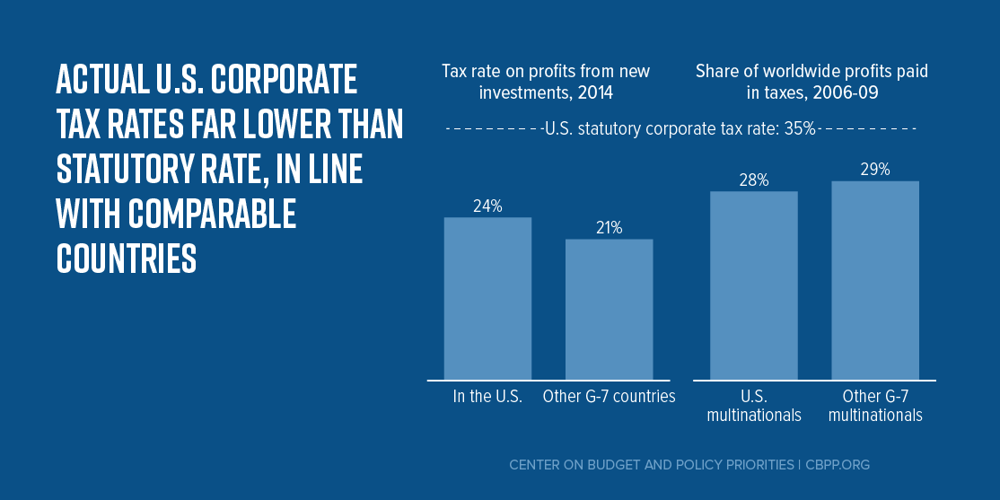 ACTUAL U.S. CORPORATE
TAX RATES FAR LOWER THAN
STATUTORY RATE, IN LINE
WITH COMPARABLE
COUNTRIES
Tax rate on profits from new
investments, 2014
Share of worldwide profits paid
in taxes, 2006-09
U.S. statutory corporate tax rate: 35%
24%
21%
28%
29%
In the U.S.
Other G-7 countries
U.S.
multinationals
Other G-7
multinationals
CENTER ON BUDGET AND POLICY PRIORITIES | CBPP.ORG